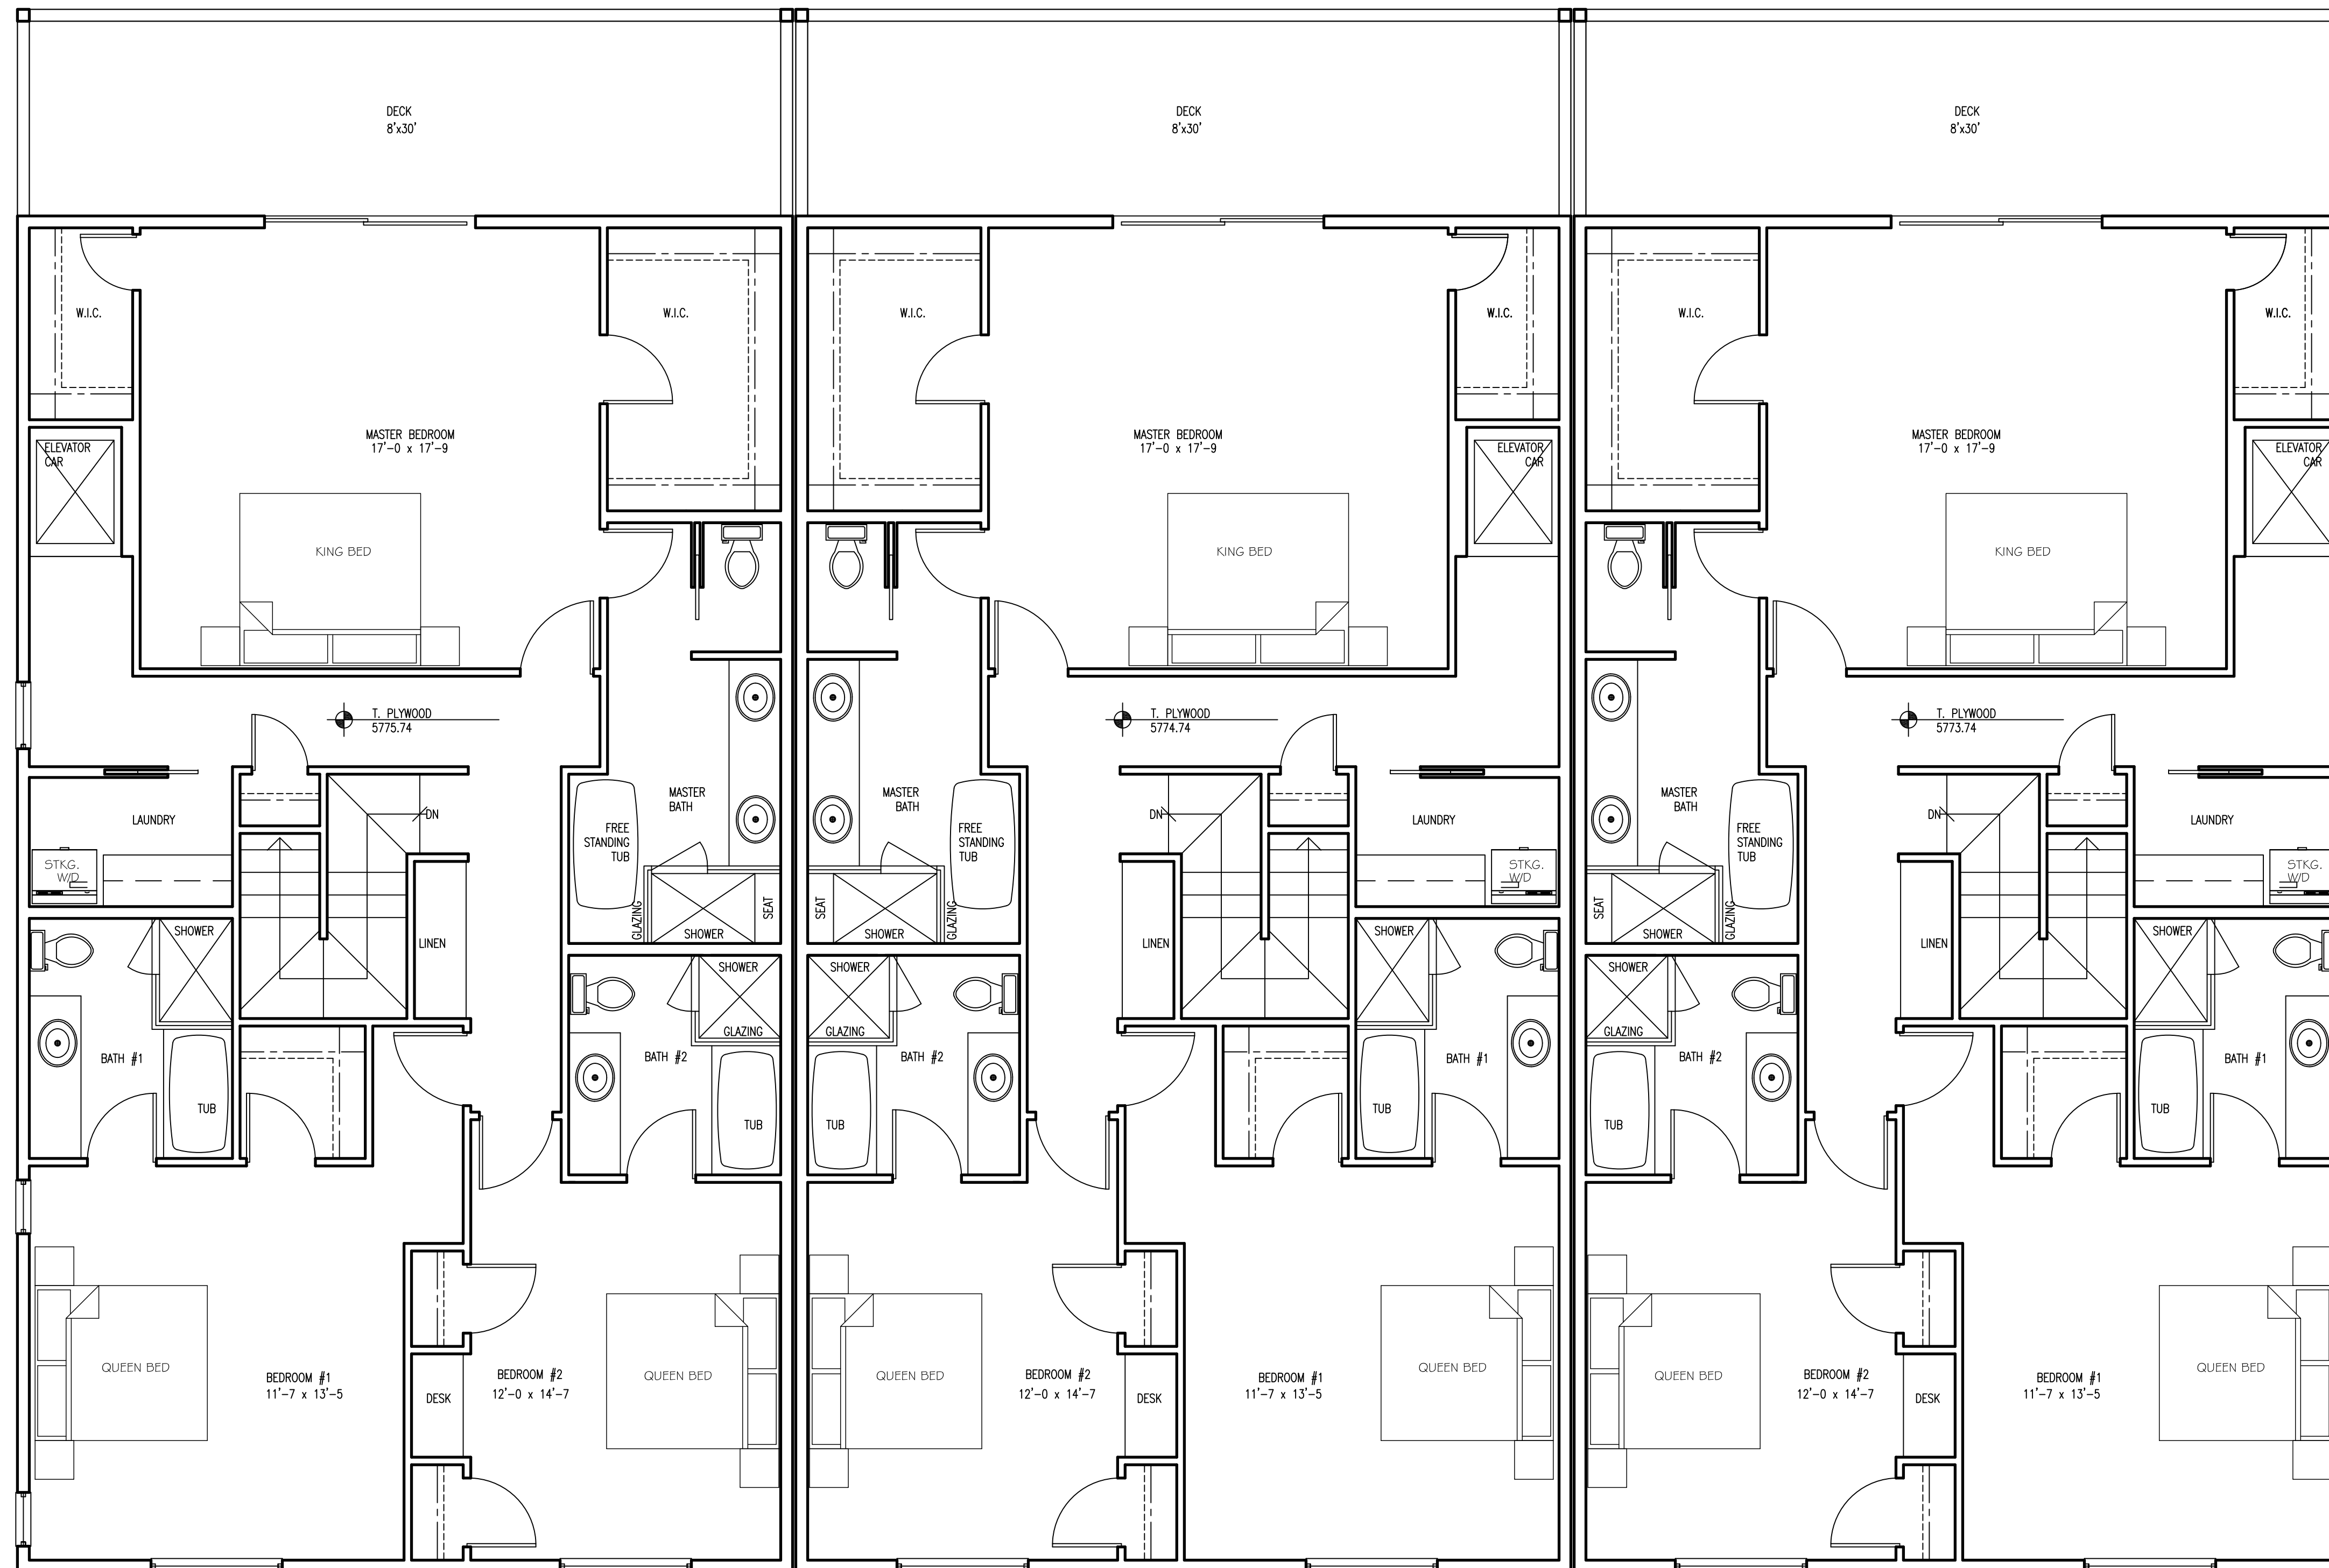 DECK
8'x30'
DECK
8'x30'
DECK
8'x30'
W.I.C.
W.I.C.
W.I.C.
W.I.C.
W.I.C.
W.I.C.
MASTER BEDROOM
17'-0 x 17'-9
MASTER BEDROOM
17'-0 x 17'-9
MASTER BEDROOM
17'-0 x 17'-9
ELEVATOR
CAR
ELEVATOR
CAR
ELEVATOR
CAR
KING BED
KING BED
KING BED
T. PLYWOOD
5775.74
T. PLYWOOD
5774.74
T. PLYWOOD
5773.74
LAUNDRY
DN
MASTER
BATH
MASTER
BATH
DN
LAUNDRY
MASTER
BATH
DN
LAUNDRY
FREE
STANDING
TUB
FREE
STANDING
TUB
FREE
STANDING
TUB
STKG.
W/D
STKG.
W/D
STKG.
W/D
GLAZING
SEAT
SEAT
GLAZING
SEAT
GLAZING
SHOWER
LINEN
SHOWER
SHOWER
LINEN
SHOWER
SHOWER
LINEN
SHOWER
SHOWER
GLAZING
SHOWER
GLAZING
SHOWER
GLAZING
BATH #1
BATH #2
BATH #2
BATH #1
BATH #2
BATH #1
TUB
TUB
TUB
TUB
TUB
TUB
QUEEN BED
BEDROOM #1
11'-7 x 13'-5
DESK
BEDROOM #2
12'-0 x 14'-7
QUEEN BED
QUEEN BED
BEDROOM #2
12'-0 x 14'-7
DESK
BEDROOM #1
11'-7 x 13'-5
QUEEN BED
QUEEN BED
BEDROOM #2
12'-0 x 14'-7
DESK
BEDROOM #1
11'-7 x 13'-5
QUEEN BED